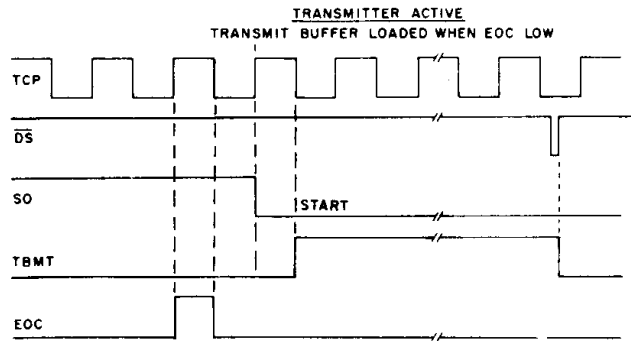 TRANSMITTER ACTIVE
TRANSMIT BUFFER LOADED WHEN EOC LOW
TCP
DS
SO
START
TBMT
EOC